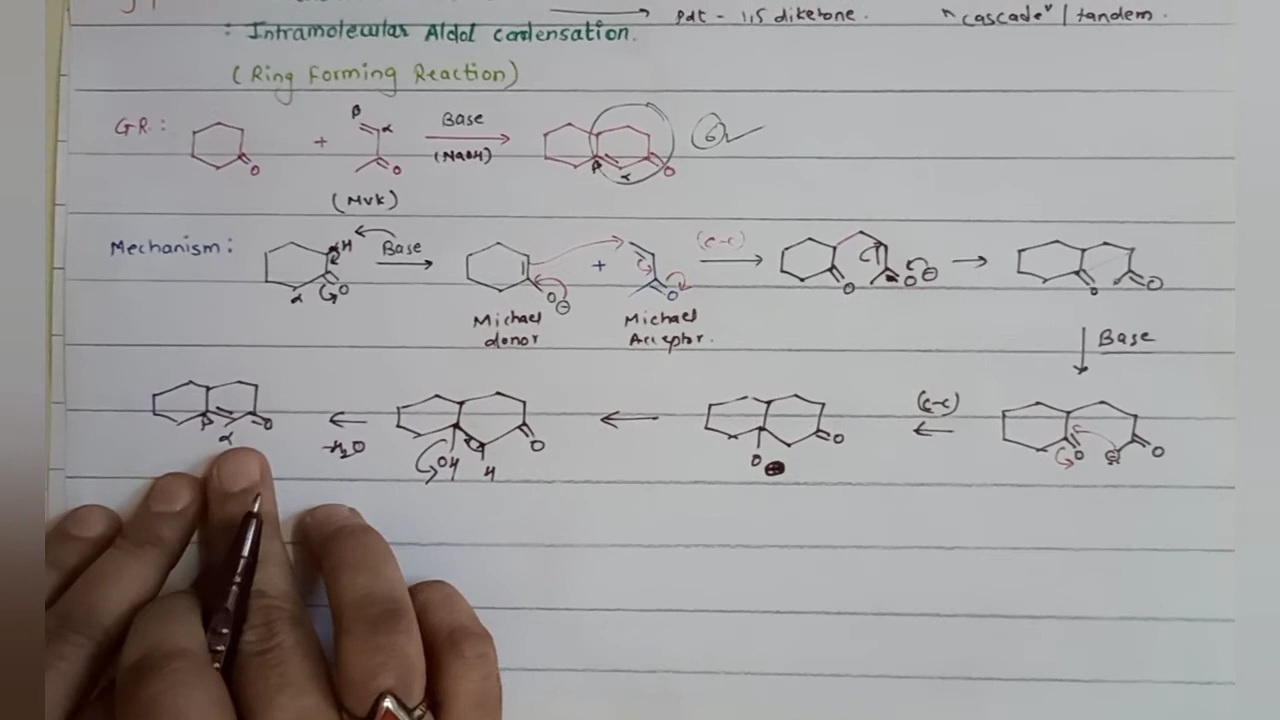 Pdt - 1,5 diketone. "cascade" / tandem.
: Intramolecular Aldol condensation.
(Ring Forming Reaction)
G.R. : + β α O Base (NaOH) β α O 6
(MVK)
Mechanism: H O α Base O ⊖ + O (C-C) O O ⊖ O O
Michael donor Michael Acceptor.
Base
β α O -H2O OH H O O O (C-C) O O